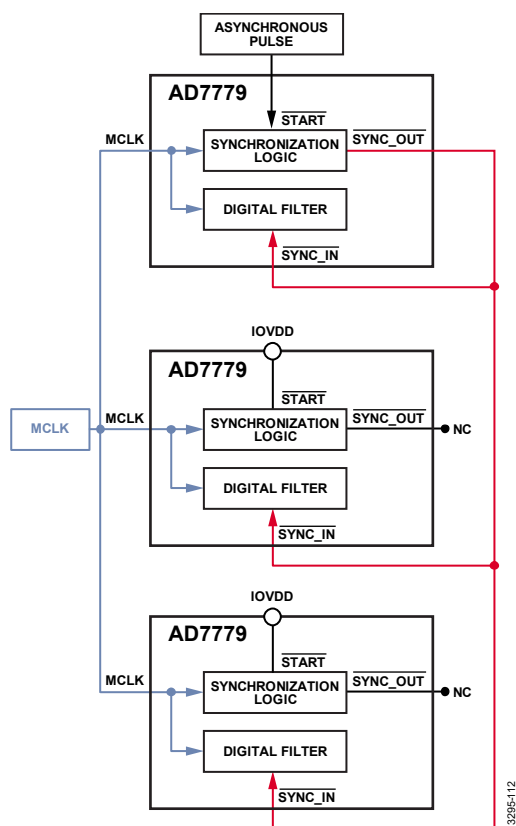 ASYNCHRONOUS
PULSE
AD7779
START
MCLK
SYNCHRONIZATION
LOGIC
SYNC_OUT
DIGITAL FILTER
SYNC_IN
IOVDD
AD7779
START
MCLK
MCLK
SYNCHRONIZATION
LOGIC
SYNC_OUT
NC
DIGITAL FILTER
SYNC_IN
IOVDD
AD7779
START
MCLK
SYNCHRONIZATION
LOGIC
SYNC_OUT
NC
DIGITAL FILTER
SYNC_IN
3295-112